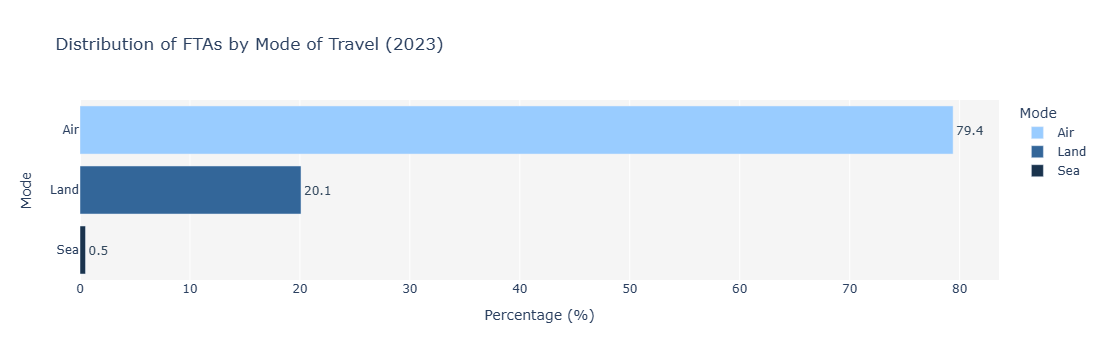 Distribution of FTAs by Mode of Travel (2023)
Mode
Air
79.4
Land
20.1
Sea
0.5
0 10 20 30 40 50 60 70 80
Percentage (%)
Mode
Air
Land
Sea